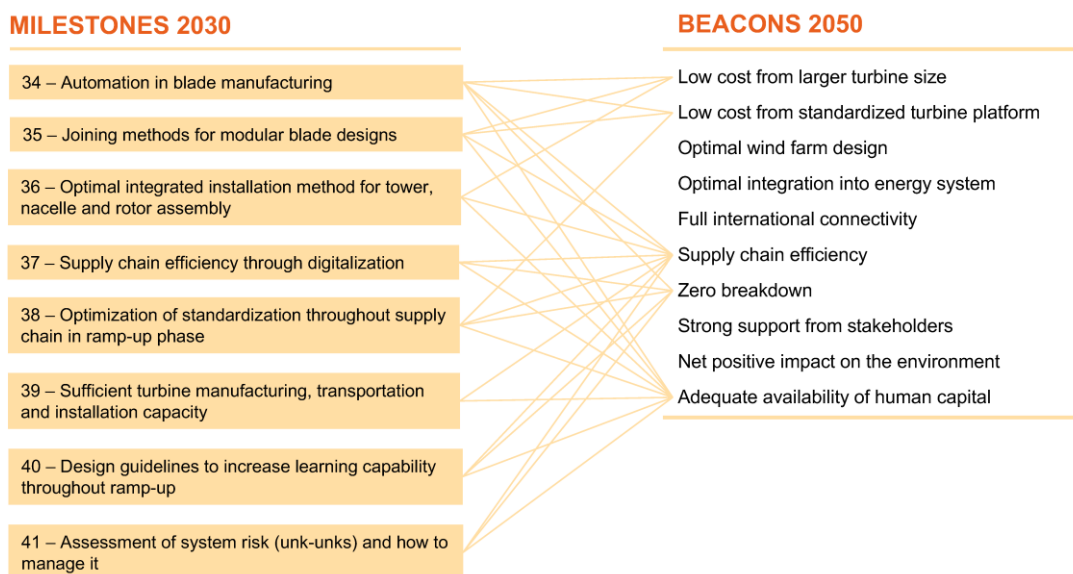 MILESTONES 2030
34 – Automation in blade manufacturing
35 – Joining methods for modular blade designs
36 – Optimal integrated installation method for tower,
nacelle and rotor assembly
37 – Supply chain efficiency through digitalization
38 – Optimization of standardization throughout supply
chain in ramp-up phase
39 – Sufficient turbine manufacturing, transportation
and installation capacity
40 – Design guidelines to increase learning capability
throughout ramp-up
41 – Assessment of system risk (unk-unks) and how to
manage it
BEACONS 2050
Low cost from larger turbine size
Low cost from standardized turbine platform
Optimal wind farm design
Optimal integration into energy system
Full international connectivity
Supply chain efficiency
Zero breakdown
Strong support from stakeholders
Net positive impact on the environment
Adequate availability of human capital